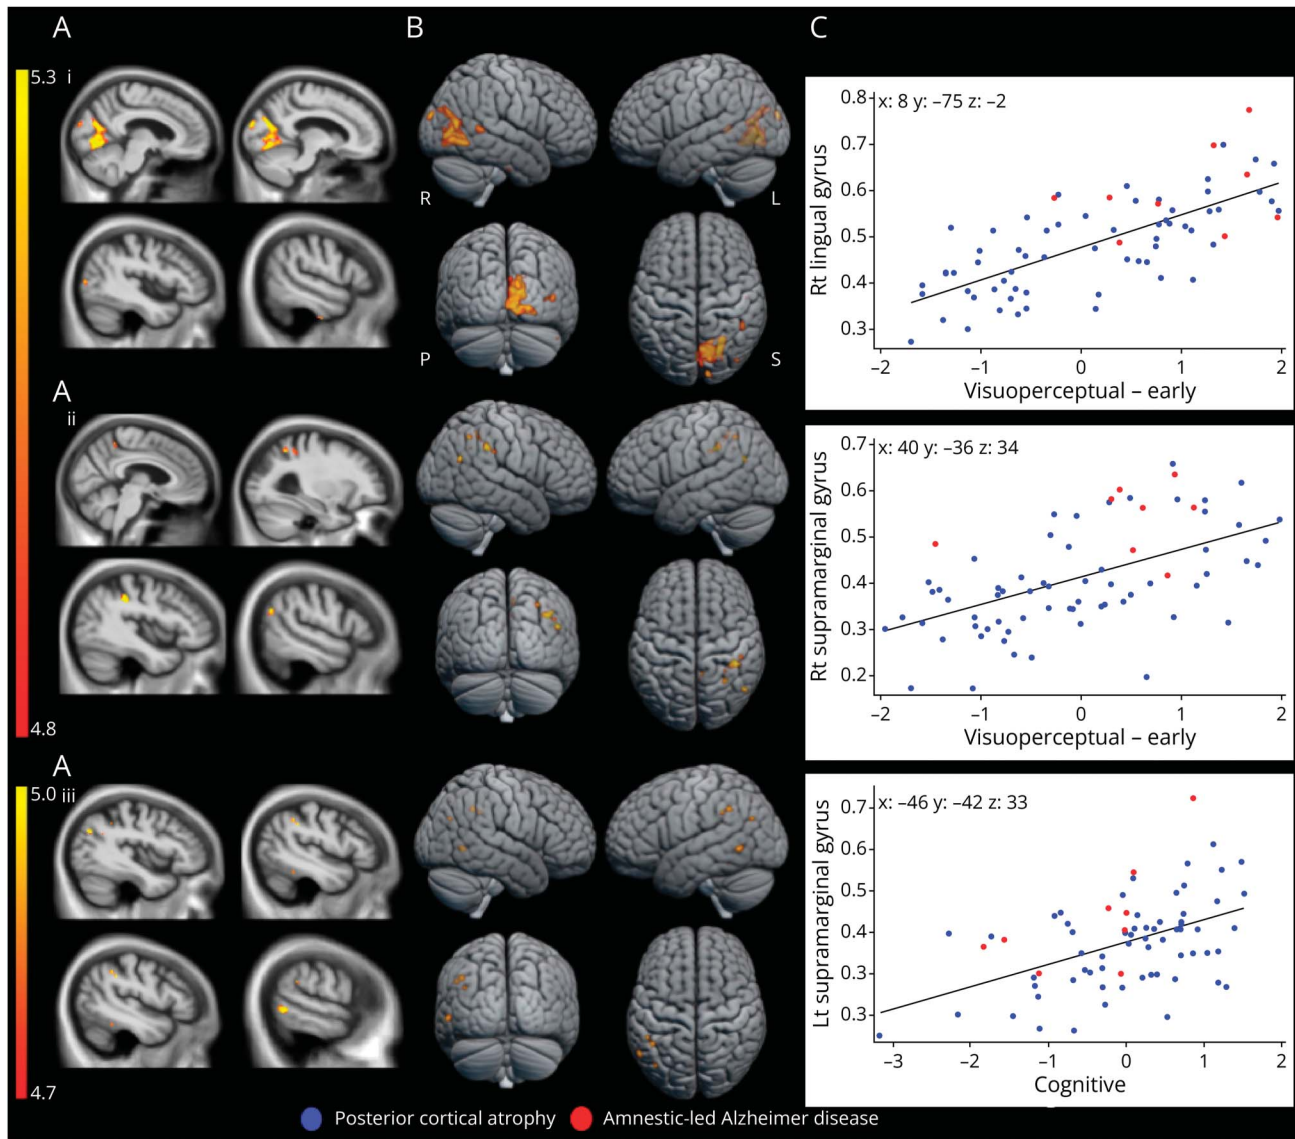 A
B
C
5.3
i
R
L
P
S
x: 8 y: –75 z: –2
0.8
0.7
0.6
0.5
0.4
0.3
Rt lingual gyrus
–2
–1
0
1
2
Visuoperceptual – early
A
ii
4.8
x: 40 y: –36 z: 34
0.7
0.6
0.5
0.4
0.3
0.2
Rt supramarginal gyrus
–2
–1
0
1
2
Visuoperceptual – early
A
iii
5.0
4.7
x: –46 y: –42 z: 33
0.7
0.6
0.5
0.4
0.3
0.3
Lt supramarginal gyrus
–3
–2
–1
0
1
2
Cognitive
Posterior cortical atrophy
Amnestic-led Alzheimer disease